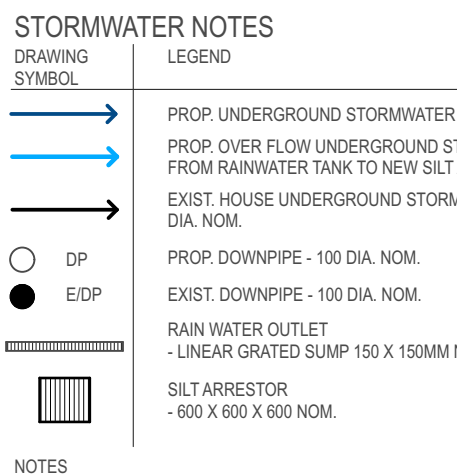 STORMWATER NOTES
DRAWING SYMBOL LEGEND
PROP. UNDERGROUND STORMWATER
PROP. OVER FLOW UNDERGROUND
FROM RAINWATER TANK TO NEW SILT
EXIST. HOUSE UNDERGROUND
DIA. NOM.
DP PROP. DOWNPIPE - 100 DIA. NOM.
E/DP EXIST. DOWNPIPE - 100 DIA. NOM.
RAIN WATER OUTLET
- LINEAR GRATED SUMP 150 X 150MM
SILT ARRESTOR
- 600 X 600 X 600 NOM.
NOTES